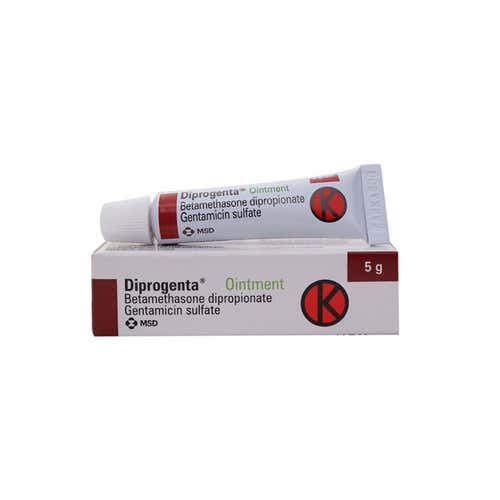 Diprogenta® Ointment
Betamethasone dipropionate
Gentamicin sulfate
MSD
K
Diprogenta® Ointment
Betamethasone dipropionate
Gentamicin sulfate
MSD
K
5 g